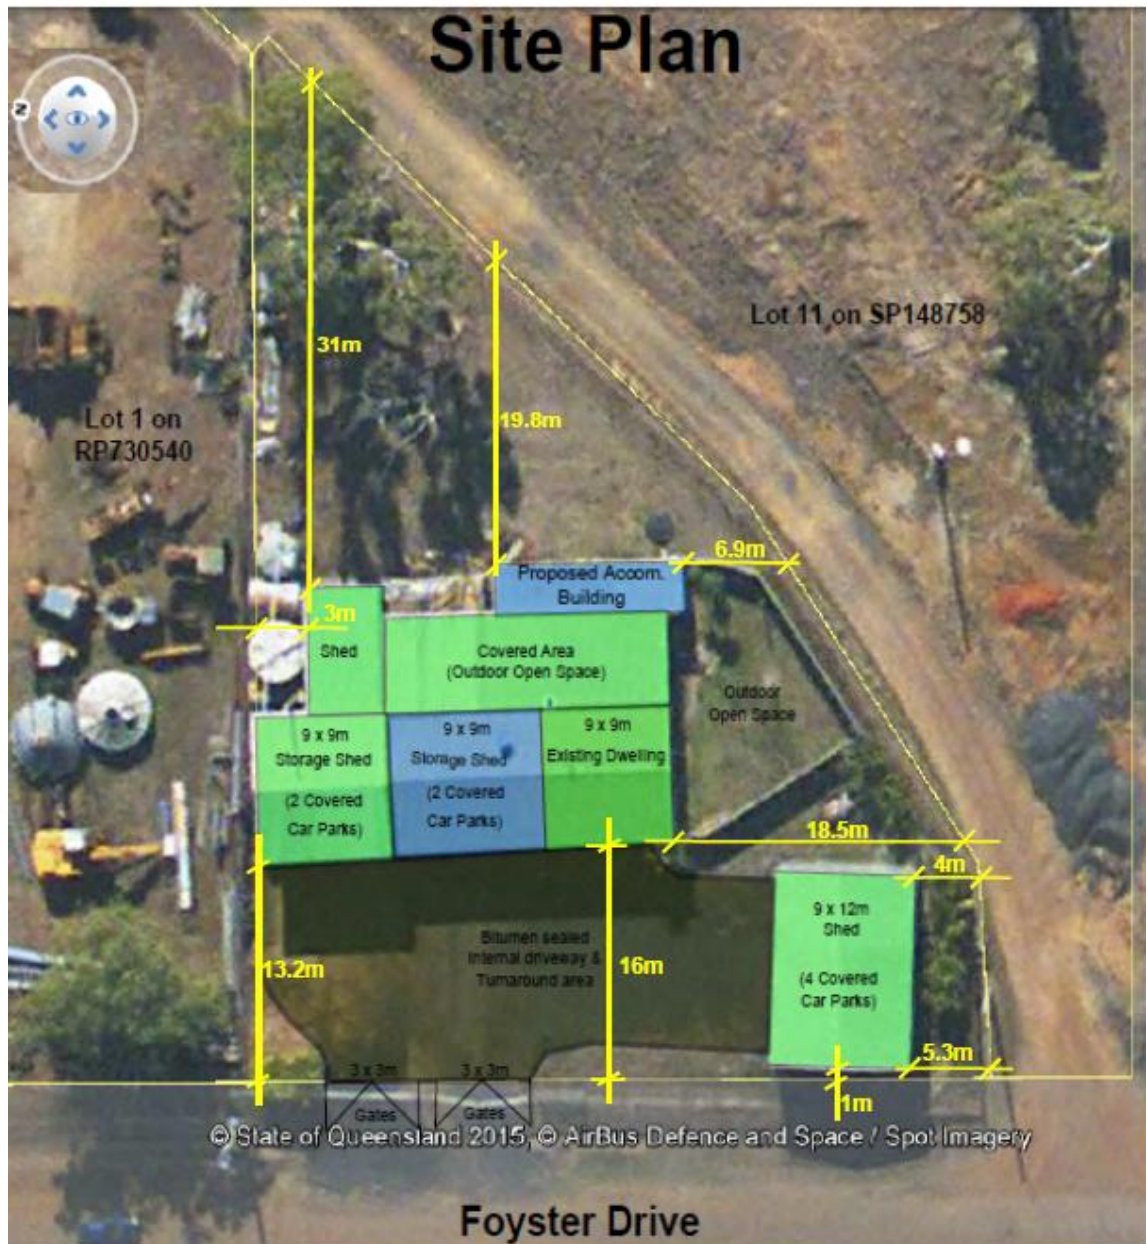 Site Plan
N
Lot 11 on SP148758
31m
Lot 1 on
RP730540
19.8m
6.9m
Proposed Accom.
Building
3m
Shed
Covered Area
(Outdoor Open Space)
Outdoor
Open Space
9 x 9m
Storage Shed
(2 Covered
Car Parks)
9 x 9m
Storage Shed
(2 Covered
Car Parks)
9 x 9m
Existing Dwelling
18.5m
4m
9 x 12m
Shed
(4 Covered
Car Parks)
Bitumen sealed
Internal driveway &
Turnaround area
13.2m
16m
5.3m
3 x 3m
Gates
3 x 3m
Gates
1m
© State of Queensland 2015, © AirBus Defence and Space / Spot Imagery
Foyster Drive